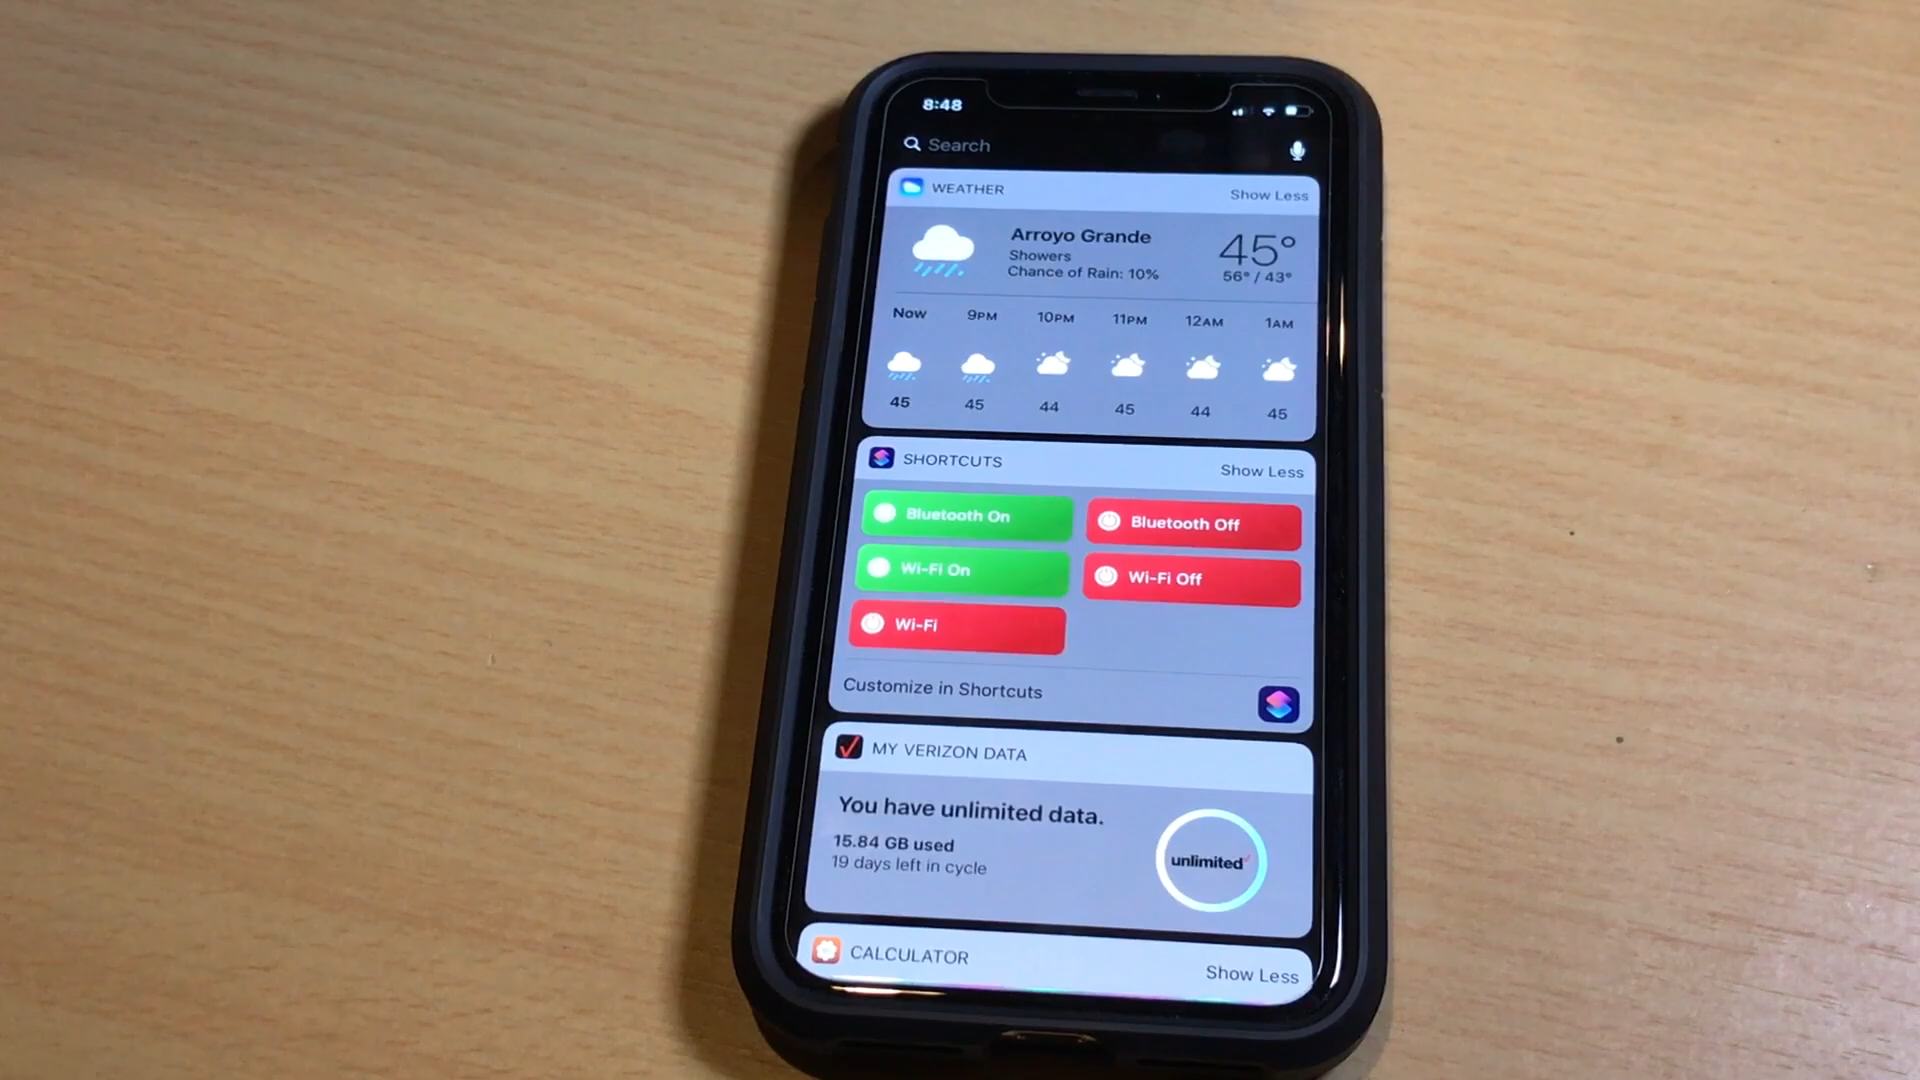 8:48
Search
WEATHER Show Less
Arroyo Grande
Showers
Chance of Rain: 10%
45°
56° / 43°
Now 9PM 10PM 11PM 12AM 1AM
45 45 44 45 44 45
SHORTCUTS Show Less
Bluetooth On Bluetooth Off
Wi-Fi On Wi-Fi Off
Wi-Fi
Customize in Shortcuts
MY VERIZON DATA
You have unlimited data.
15.84 GB used
19 days left in cycle
unlimited
CALCULATOR Show Less